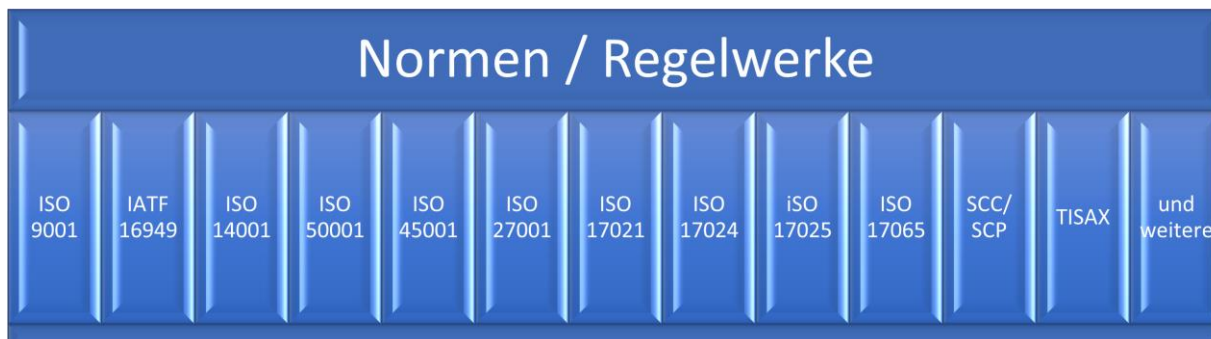 Normen / Regelwerke
ISO
9001
IATF
16949
ISO
14001
ISO
50001
ISO
45001
ISO
27001
ISO
17021
ISO
17024
iSO
17025
ISO
17065
SCC/
SCP
TISAX
und
weitere